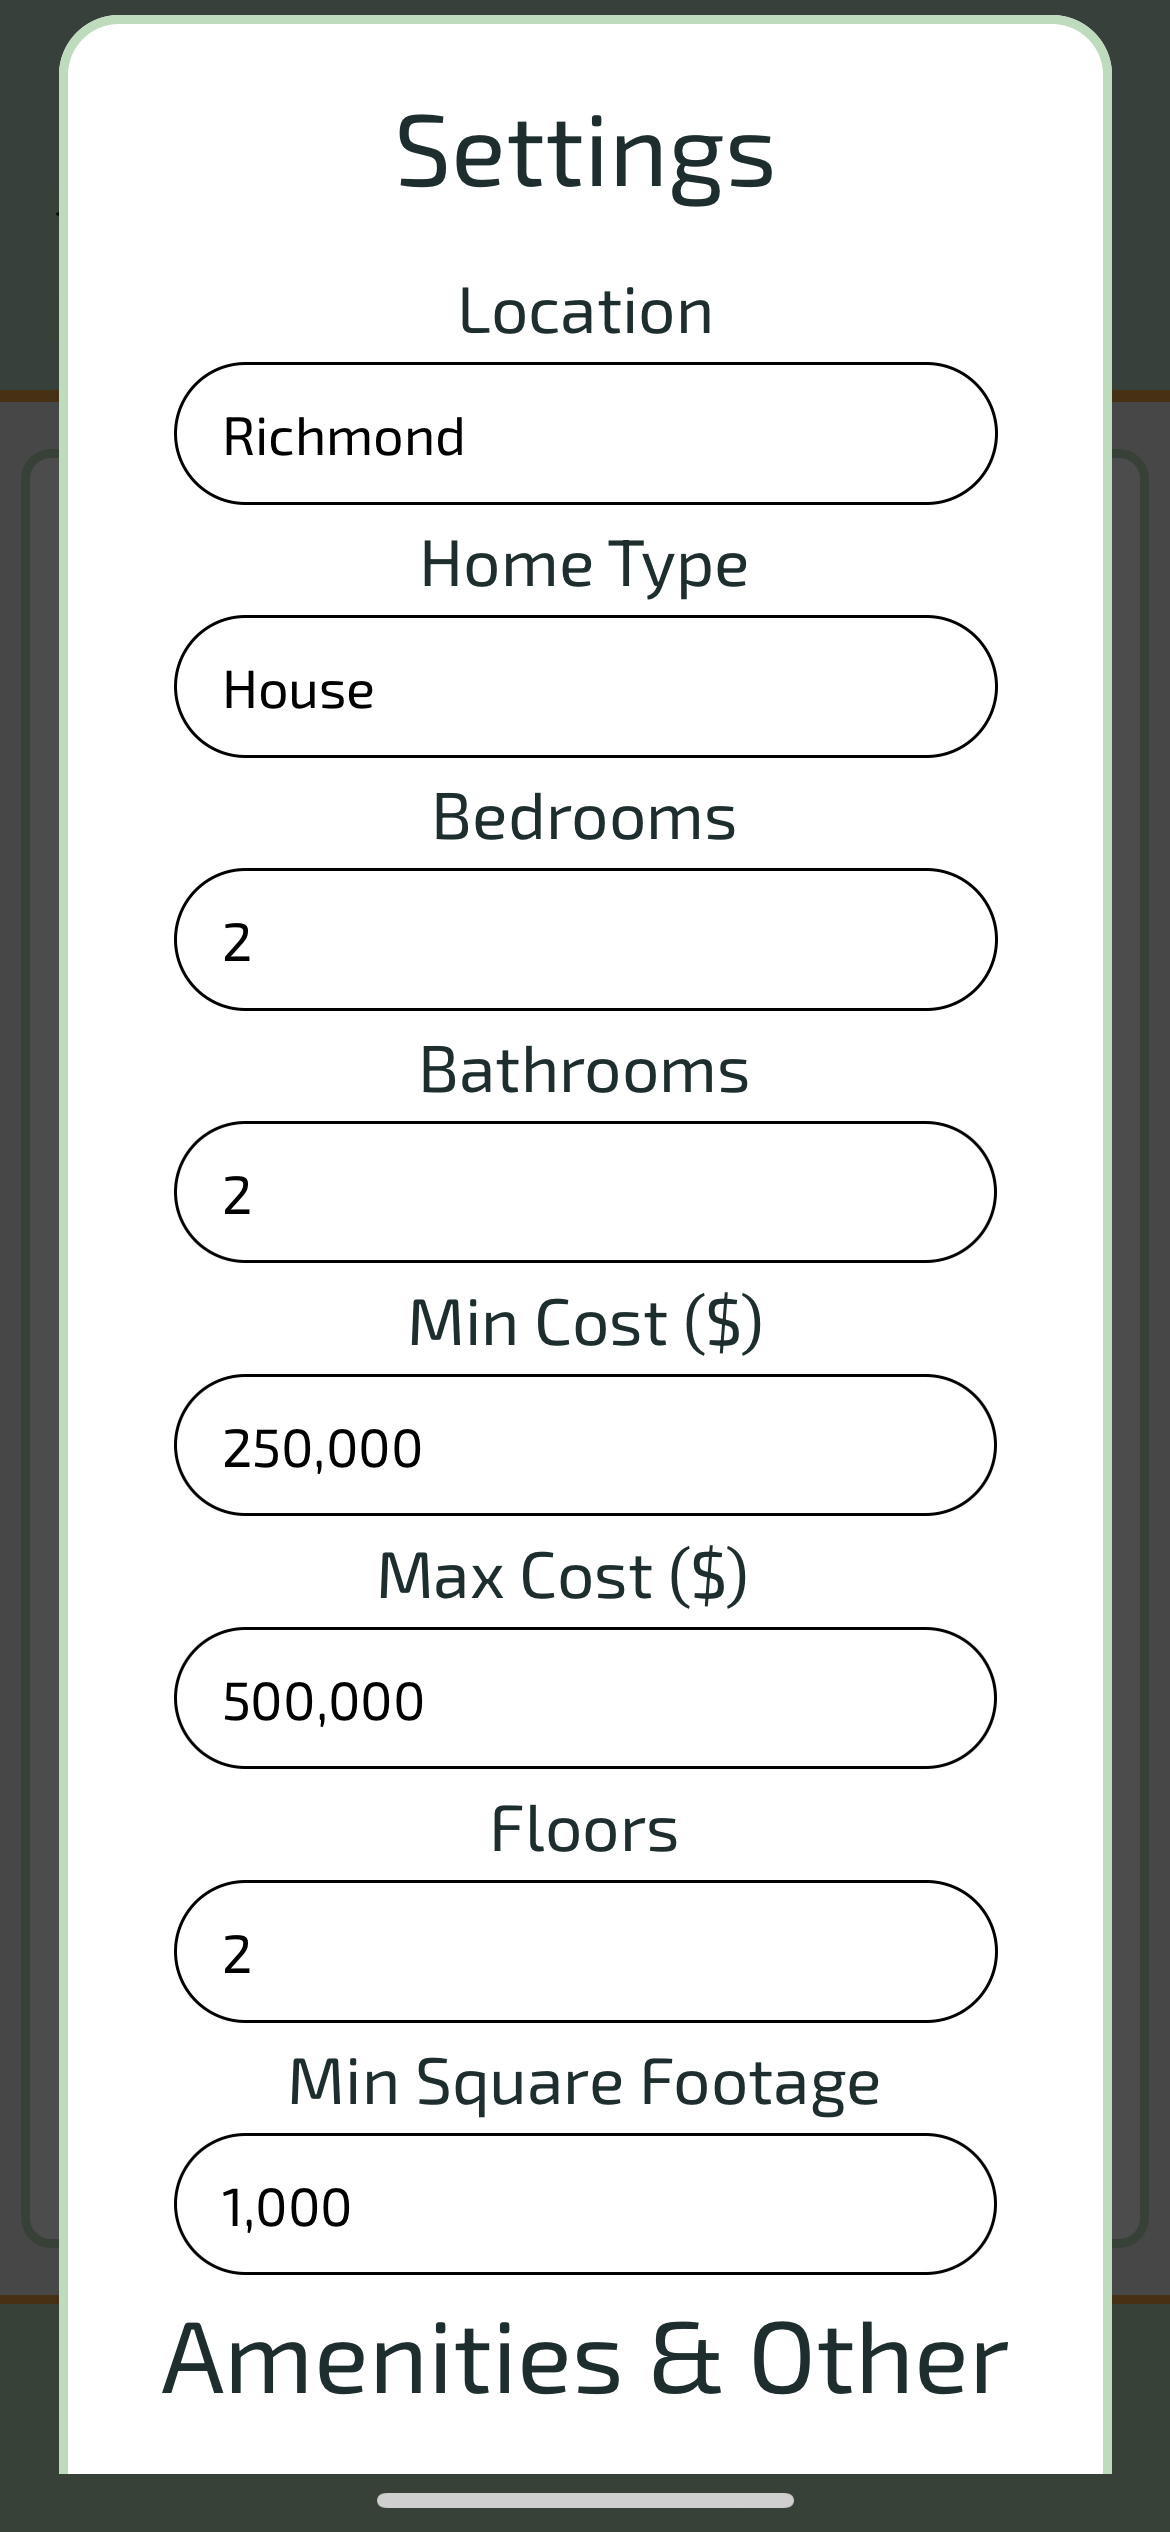 Settings
Location
Richmond
Home Type
House
Bedrooms
2
Bathrooms
2
Min Cost ($)
250,000
Max Cost ($)
500,000
Floors
2
Min Square Footage
1,000
Amenities & Other